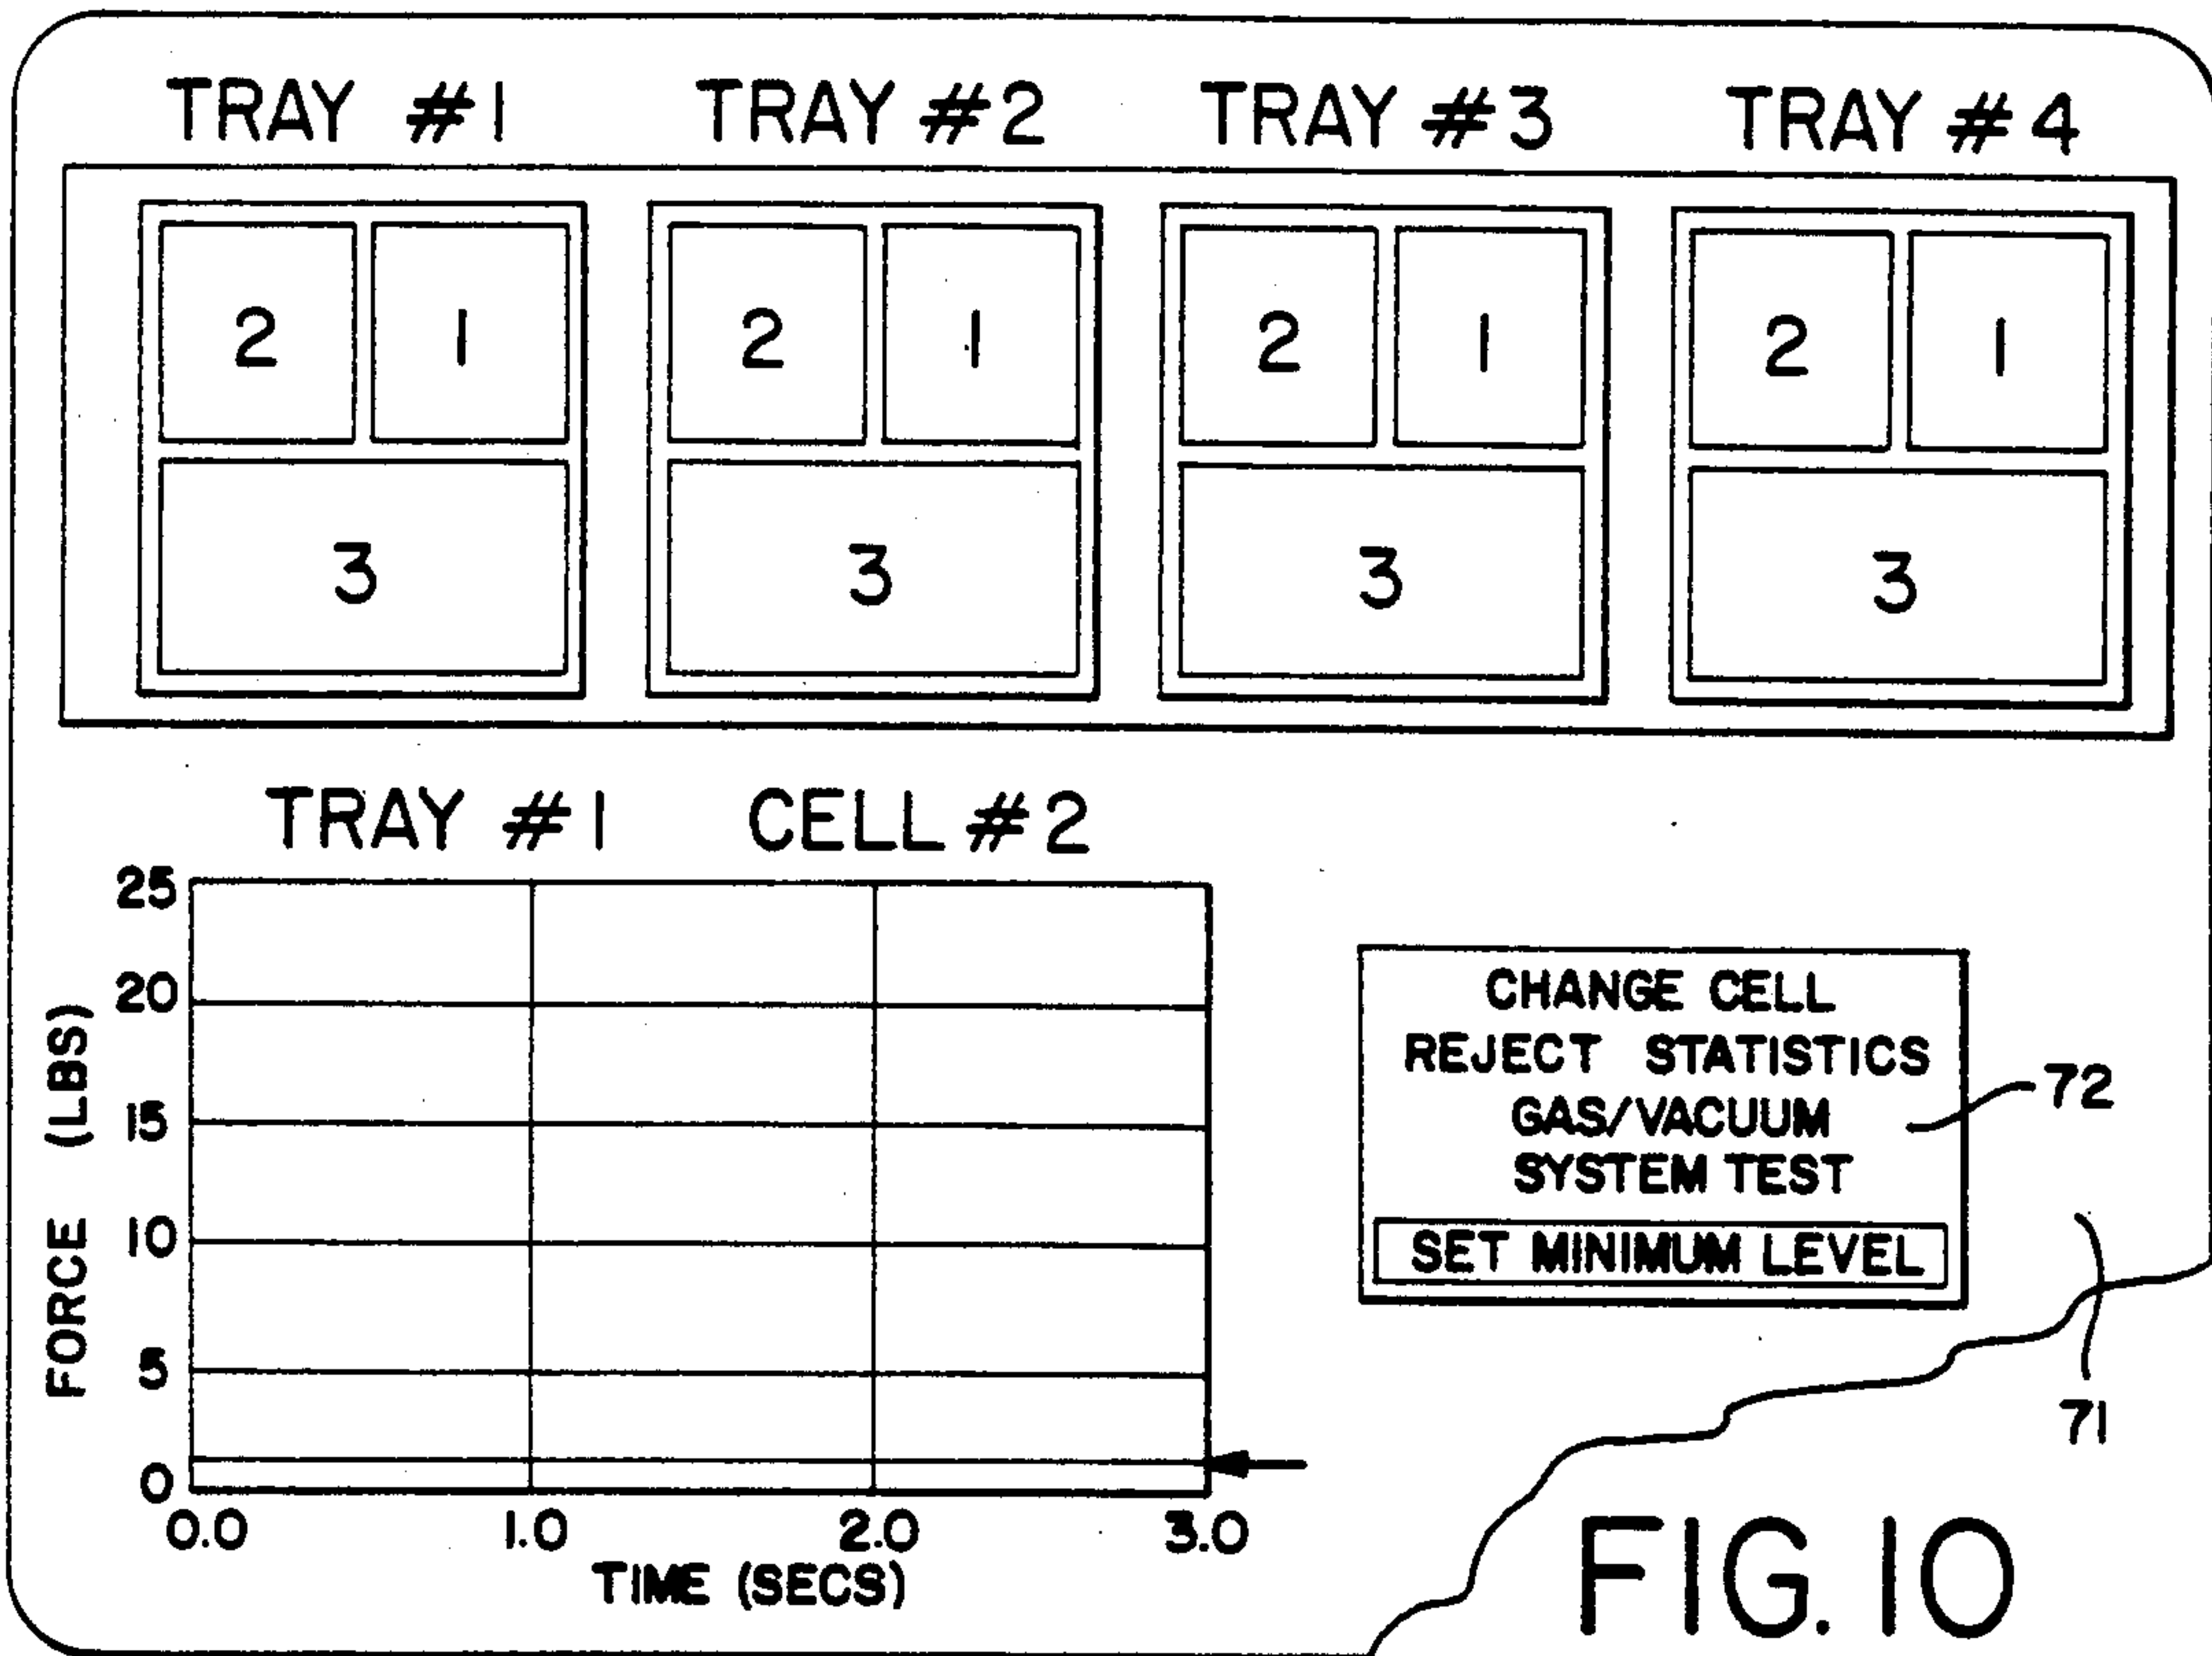 TRAY #1 TRAY #2 TRAY #3 TRAY #4
2 1 2 1 2 1 2 1
3 3 3 3
TRAY #1 CELL #2
25
20
15
10
5
0
FORCE (LBS)
0.0 1.0 2.0 3.0
TIME (SECS)
CHANGE CELL
REJECT STATISTICS
GAS/VACUUM
SYSTEM TEST
SET MINIMUM LEVEL
72
71
FIG. 10